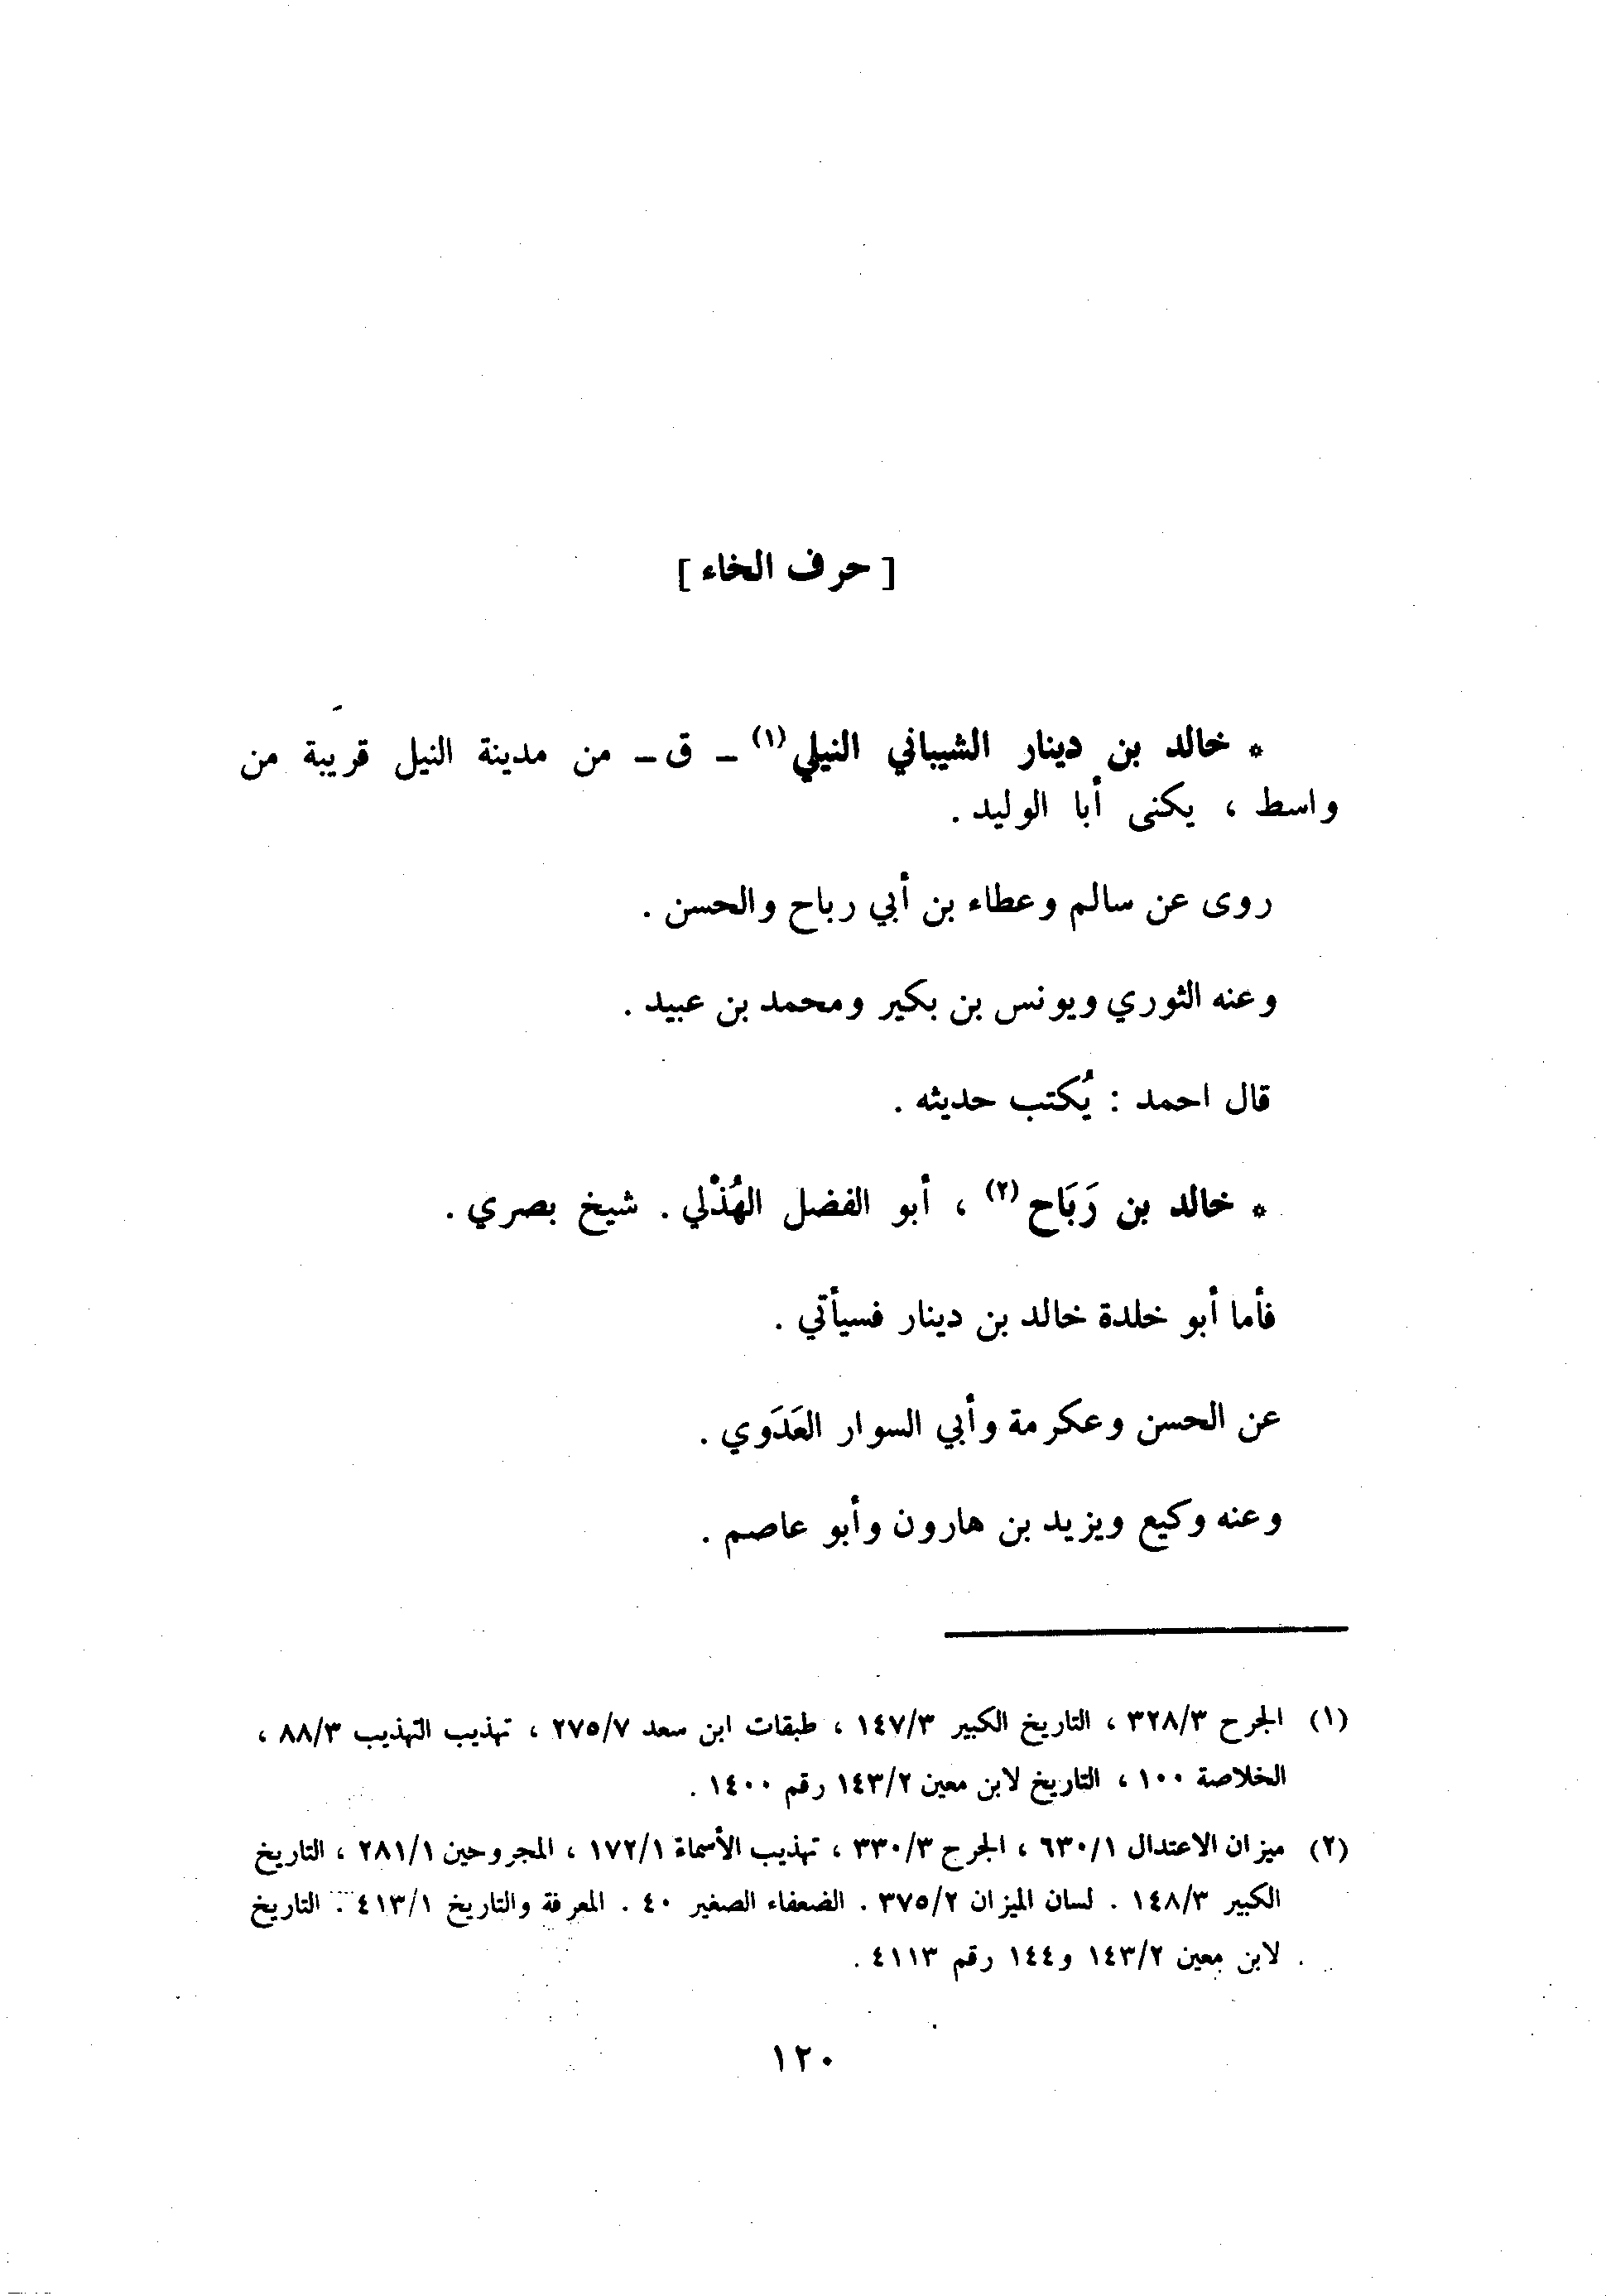 [ حرف الخاء ]
* خالد بن دينار الشيباني النيلي (١) ــ ق ــ من مدينة النيل قريبة من
واسط ، يكنى أبا الوليد .
روى عن سالم وعطاء بن أبي رباح والحسن .
وعنه الثوري ويونس بن بكير ومحمد بن عبيد .
قال احمد : يُكتب حديثه .
* خالد بن رَبَاح (٢) ، أبو الفضل الهُذْلي . شيخ بصري .
فأما أبو خلدة خالد بن دينار فسيأتي .
عن الحسن وعكرمة وأبي السوار العَدَوي .
وعنه وكيع ويزيد بن هارون وأبو عاصم .
(١) الجرح ٣٢٨/٣ ، التاريخ الكبير ١٤٧/٣ ، طبقات ابن سعد ٢٧٥/٧ ، تهذيب التهذيب ٨٨/٣ ،
الخلاصة ١٠٠ ، التاريخ لابن معين ١٤٣/٢ رقم ١٤٠٠ .
(٢) ميزان الاعتدال ٦٣٠/١ ، الجرح ٣٣٠/٣ ، تهذيب الأسماء ١٧٢/١ ، المجروحين ٢٨١/١ ، التاريخ
الكبير ١٤٨/٣ . لسان الميزان ٣٧٥/٢ . الضعفاء الصغير ٤٠ . المعرفة والتاريخ ٤١٣/١ . التاريخ
لابن معين ١٤٣/٢ و١٤٤ رقم ٤١١٣ .
١٢٠